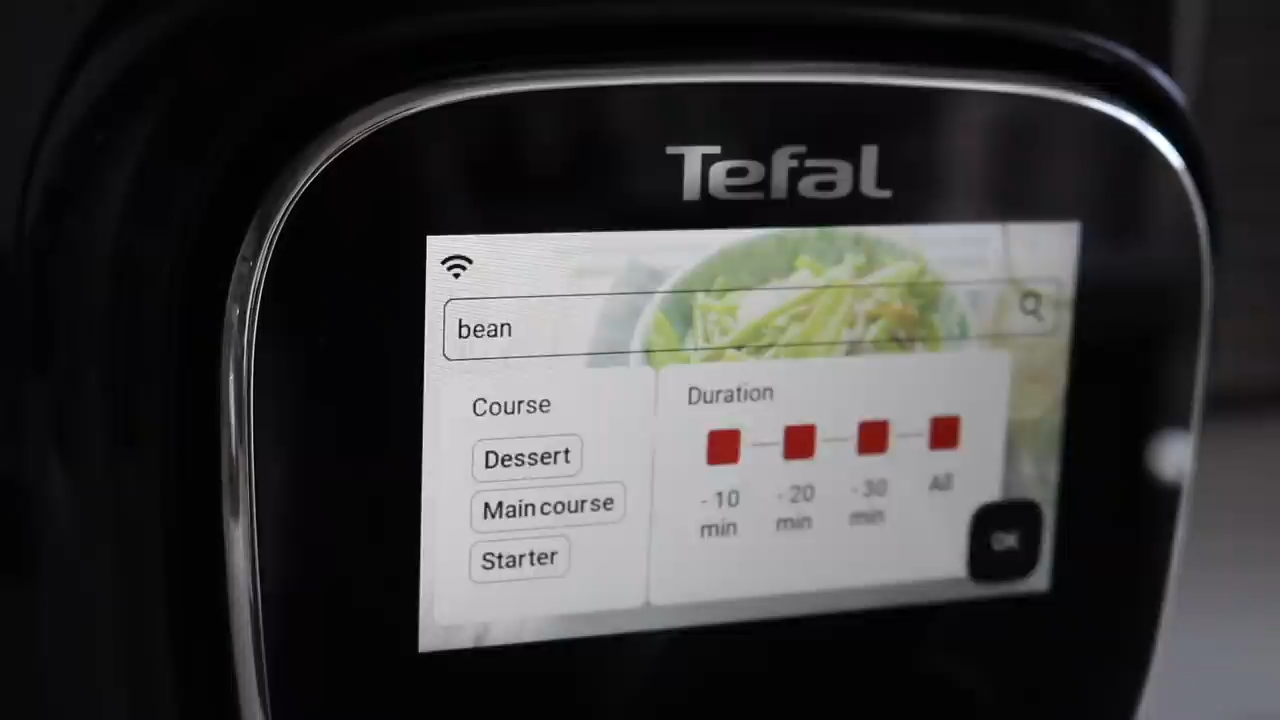 Tefal
bean
Course
Dessert
Main course
Starter
Duration
- 10
min
- 20
min
- 30
min
All
OK